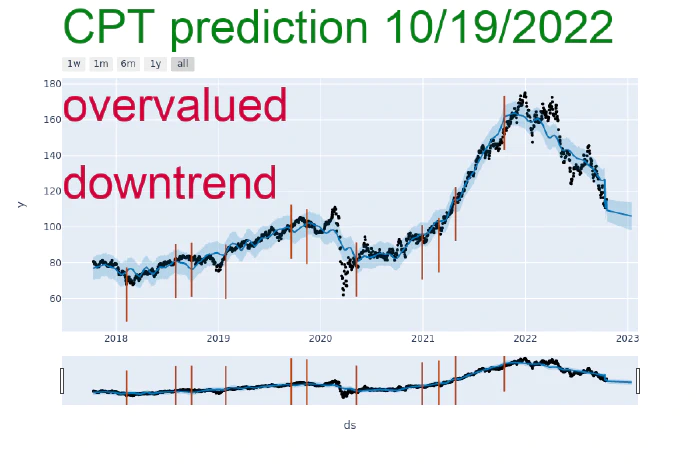 CPT prediction 10/19/2022
1w 1m 6m 1y all
overvalued
downtrend
180
160
140
120
100
80
60
y
2018 2019 2020 2021 2022 2023
ds